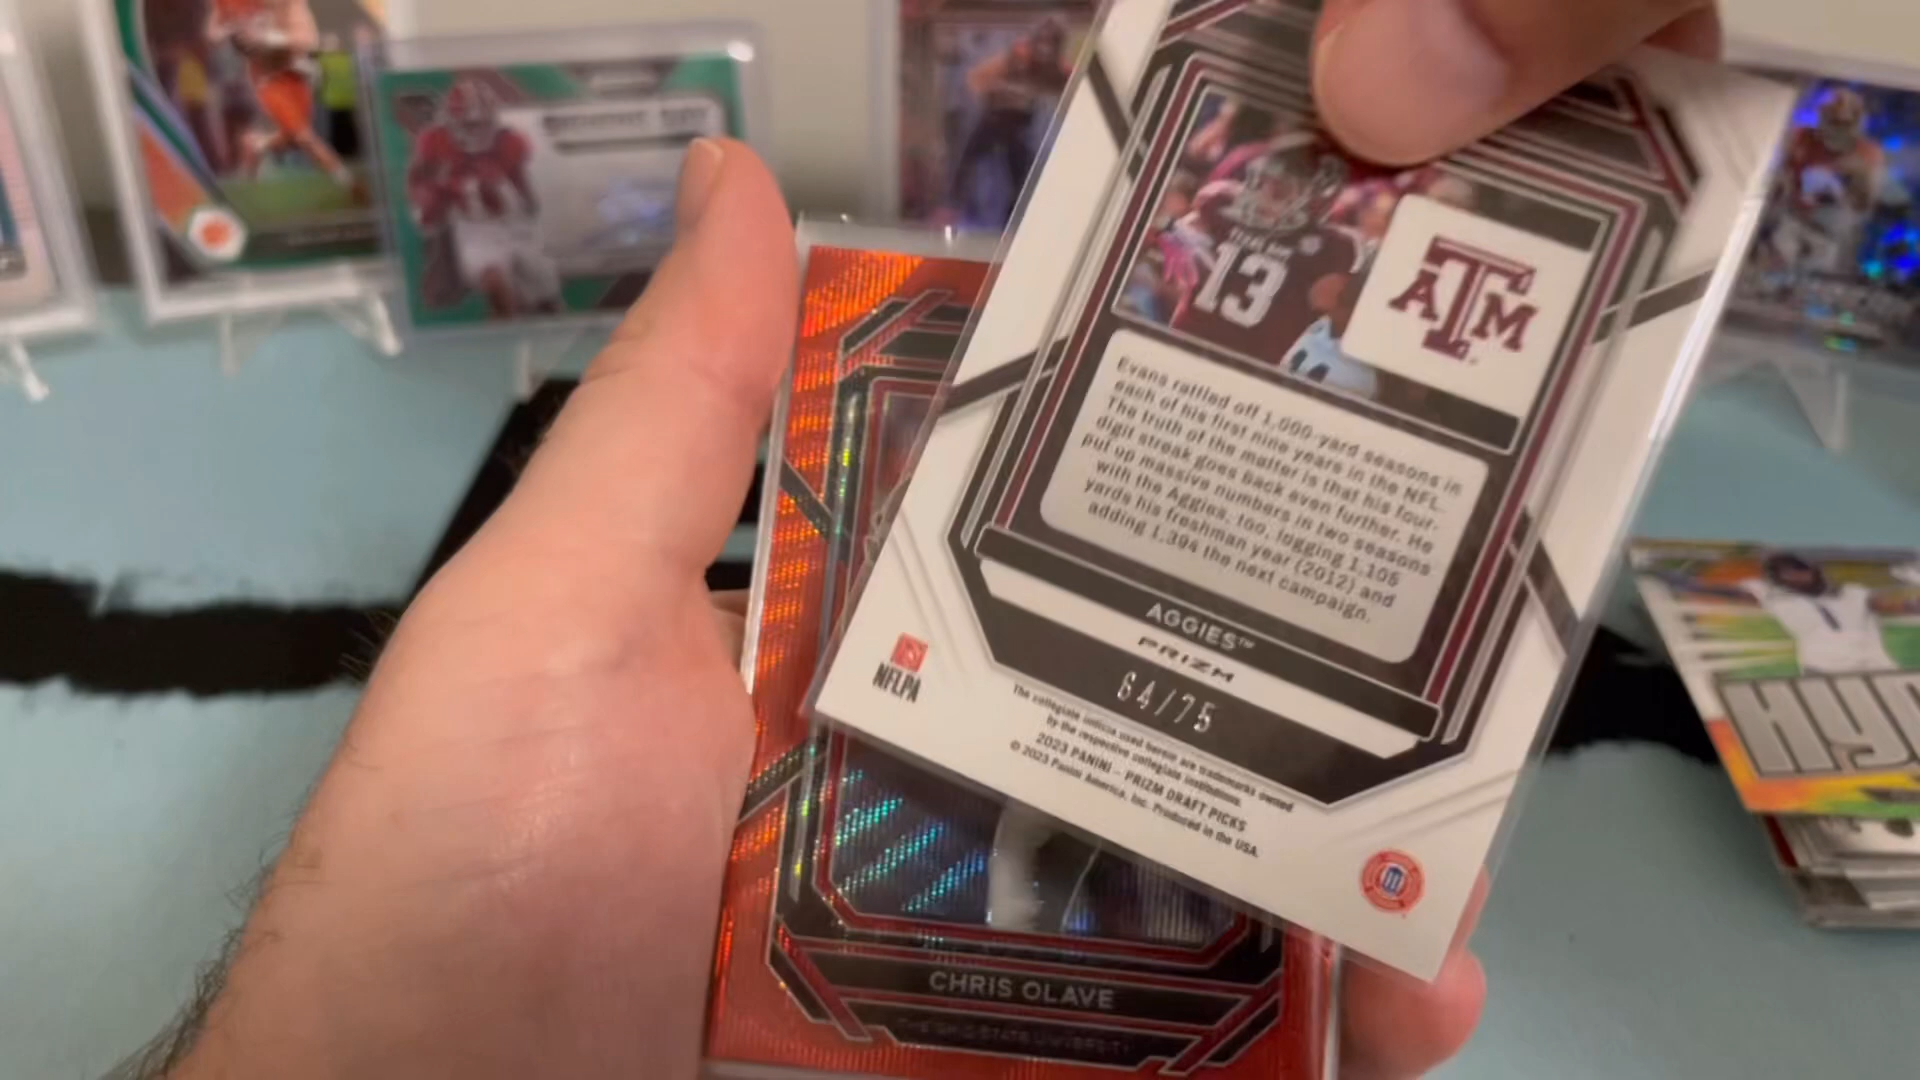 13
ATM
Evans rattled off 1,000-yard seasons in
each of his first nine years in the NFL.
The truth of the matter is that his four-
digit streak goes back even further. He
put up massive numbers in two seasons
with the Aggies, too, logging 1,105
yards his freshman year (2012) and
adding 1,394 the next campaign.
AGGIES™
PRIZM
64/75
NFLPA
The collegiate indicia used herein are trademarks owned
by the respective collegiate institutions.
2023 PANINI - PRIZM DRAFT PICKS
© 2023 Panini America, Inc. Produced in the USA.
CHRIS OLAVE
THE OHIO STATE UNIVERSITY